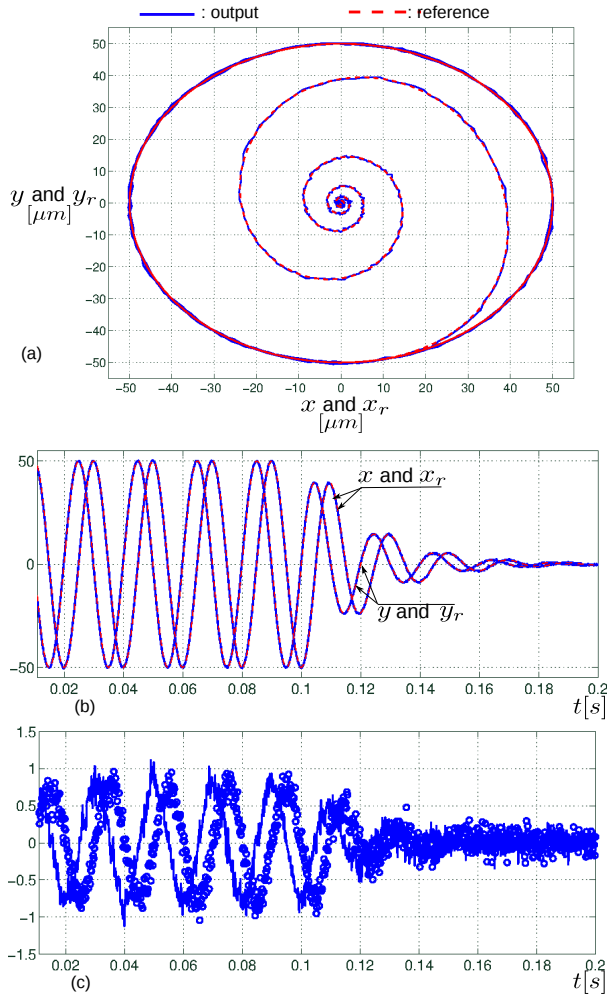 : output : reference
50
40
30
20
10
0
−10
−20
−30
−40
−50
y and y_r
[μm]
−50 −40 −30 −20 −10 0 10 20 30 40 50
(a)
x and x_r
[μm]
50
0
−50
x and x_r
y and y_r
0.02 0.04 0.06 0.08 0.1 0.12 0.14 0.16 0.18 0.2
(b) t[s]
1.5
1
0.5
0
−0.5
−1
−1.5
0.02 0.04 0.06 0.08 0.1 0.12 0.14 0.16 0.18 0.2
(c) t[s]